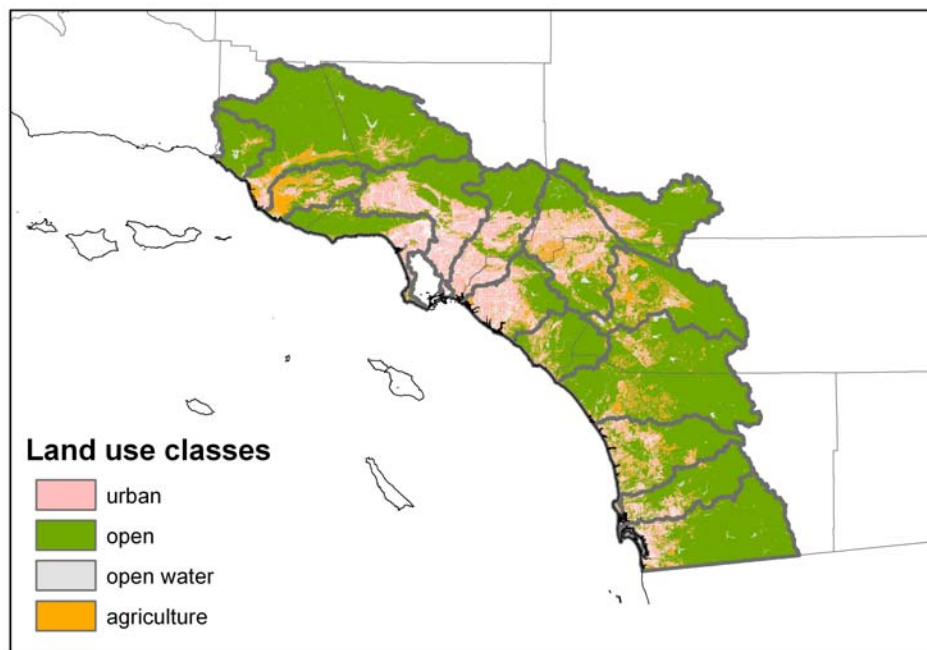 Land use classes
urban
open
open water
agriculture